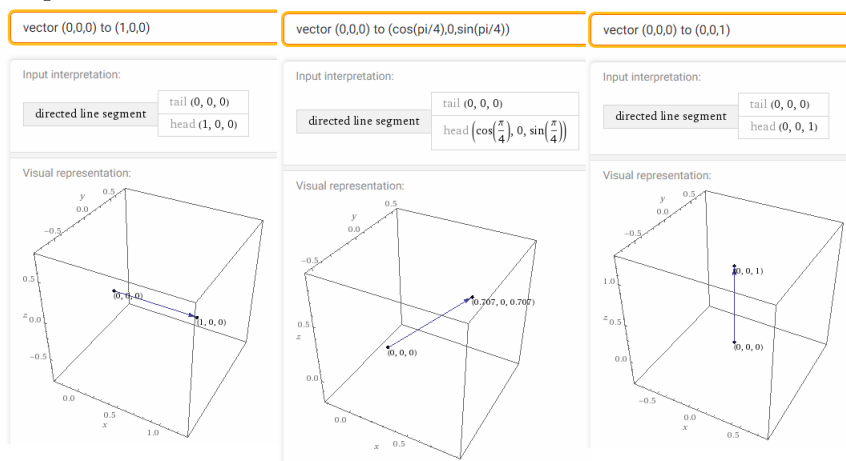 vector (0,0,0) to (1,0,0)
Input interpretation:
directed line segment
tail (0, 0, 0)
head (1, 0, 0)
Visual representation:
y
0.5
0.0
−0.5
0.5
z 0.0
−0.5
(0, 0, 0)
(1, 0, 0)
0.0
0.5
x
1.0
vector (0,0,0) to (cos(pi/4),0,sin(pi/4))
Input interpretation:
directed line segment
tail (0, 0, 0)
head (cos(π/4), 0, sin(π/4))
Visual representation:
0.5
y
0.0
−0.5
0.5
z
0.0
(0.707, 0, 0.707)
(0, 0, 0)
0.0
x 0.5
vector (0,0,0) to (0,0,1)
Input interpretation:
directed line segment
tail (0, 0, 0)
head (0, 0, 1)
Visual representation:
0.5
y
0.0
−0.5
1.0
z 0.5
0.0
(0, 0, 1)
(0, 0, 0)
−0.5
0.0
x
0.5